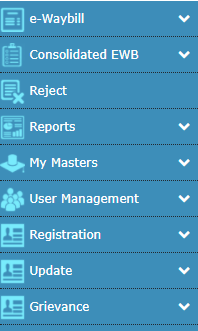 e-Waybill
Consolidated EWB
Reject
Reports
My Masters
User Management
Registration
Update
Grievance